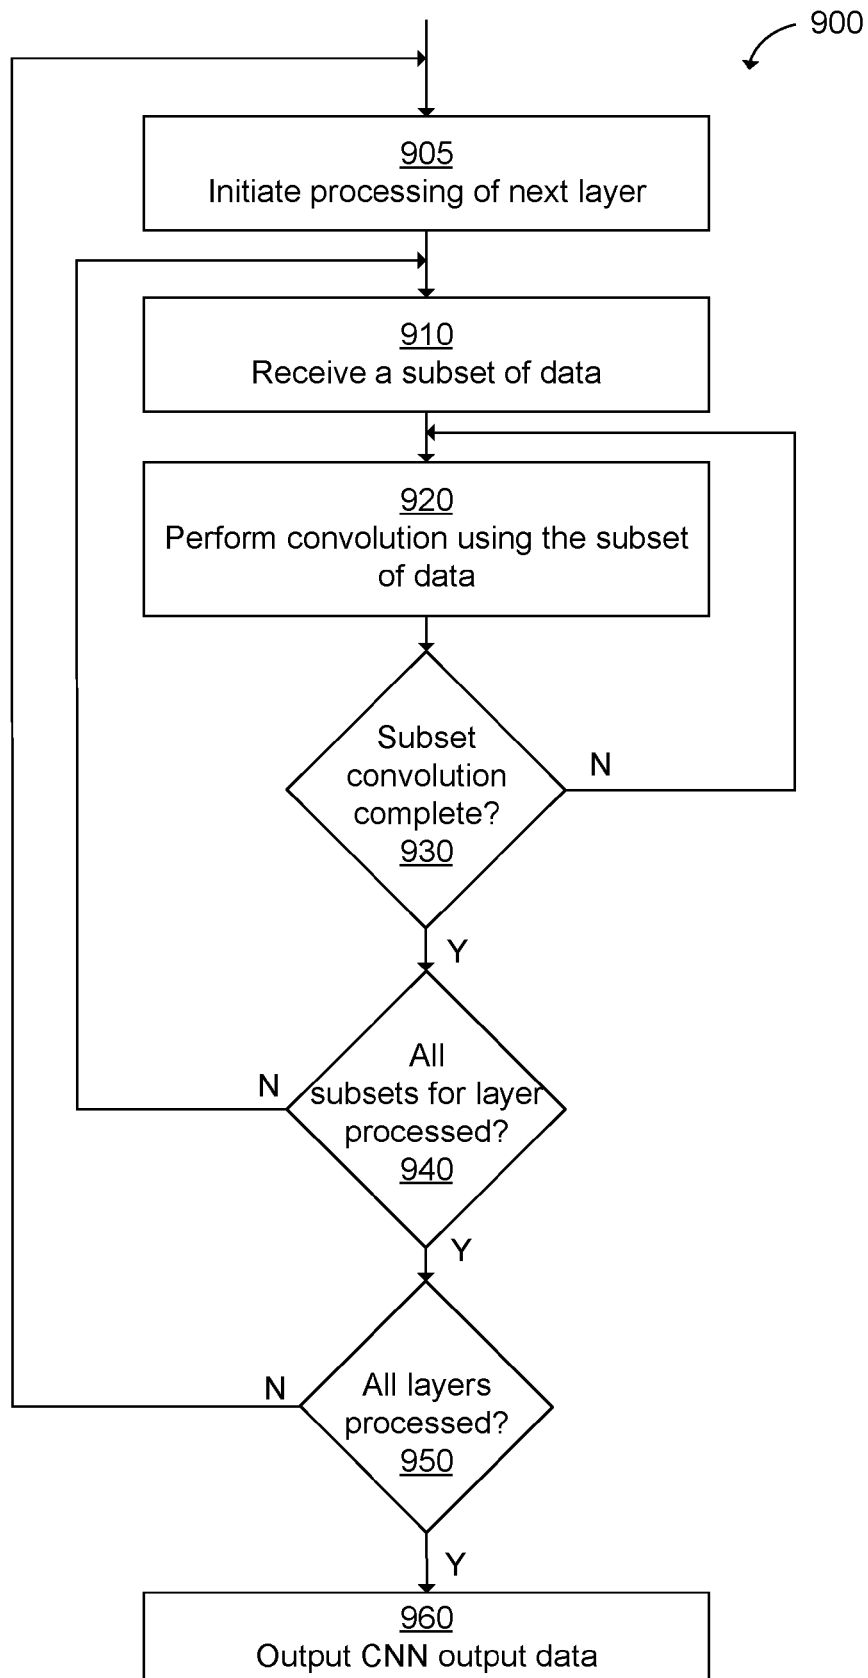 900
905
Initiate processing of next layer
910
Receive a subset of data
920
Perform convolution using the subset
of data
Subset
convolution
complete?
930
N
Y
All
subsets for layer
processed?
940
N
Y
All layers
processed?
950
N
Y
960
Output CNN output data